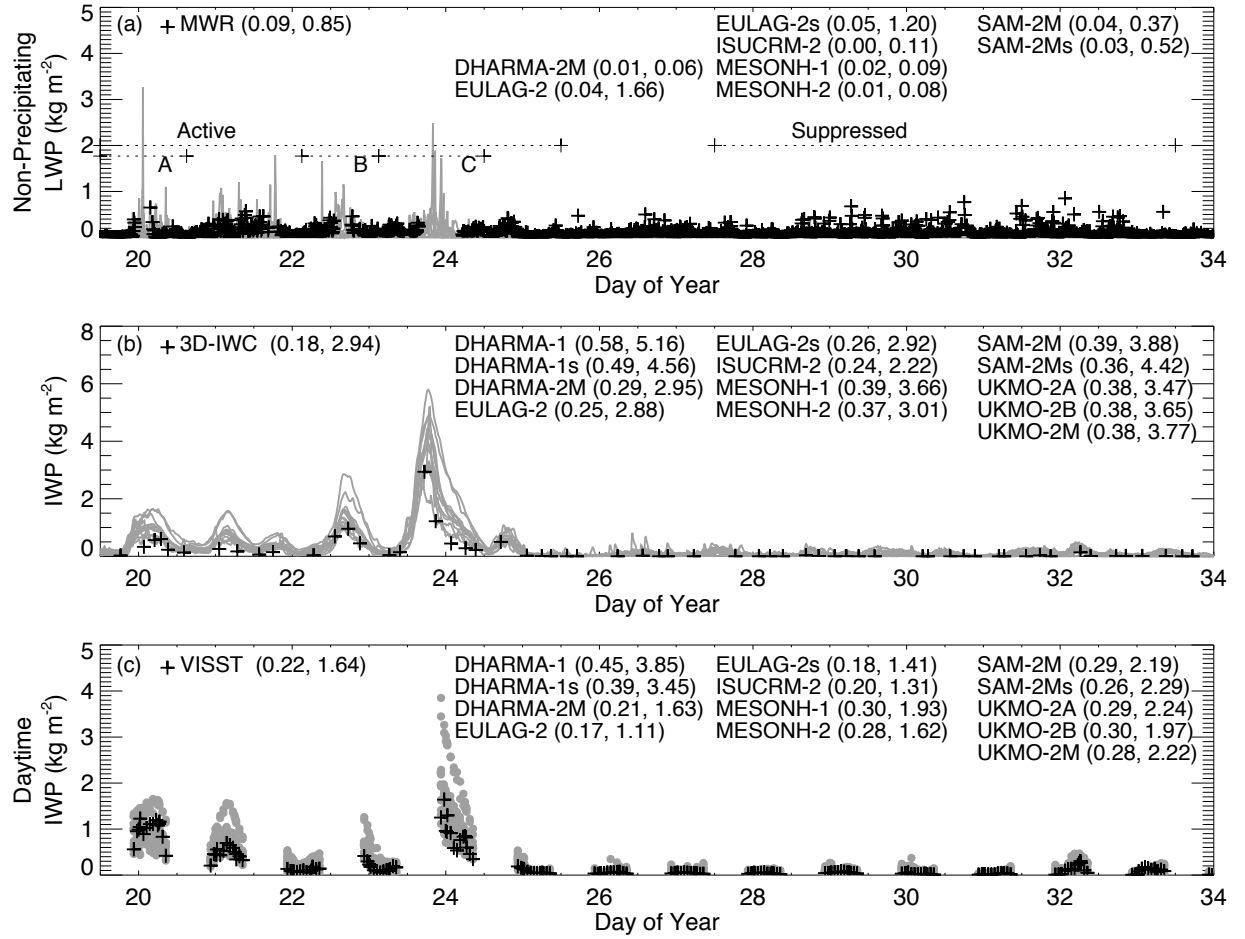 (a) + MWR (0.09, 0.85) EULAG-2s (0.05, 1.20) SAM-2M (0.04, 0.37)
ISUCRM-2 (0.00, 0.11) SAM-2Ms (0.03, 0.52)
DHARMA-2M (0.01, 0.06) MESONH-1 (0.02, 0.09)
EULAG-2 (0.04, 1.66) MESONH-2 (0.01, 0.08)
Active Suppressed
A B C
Non-Precipitating
LWP (kg m-2)
5
4
3
2
1
0
20 22 24 26 28 30 32 34
Day of Year
(b) + 3D-IWC (0.18, 2.94) DHARMA-1 (0.58, 5.16) EULAG-2s (0.26, 2.92) SAM-2M (0.39, 3.88)
DHARMA-1s (0.49, 4.56) ISUCRM-2 (0.24, 2.22) SAM-2Ms (0.36, 4.42)
DHARMA-2M (0.29, 2.95) MESONH-1 (0.39, 3.66) UKMO-2A (0.38, 3.47)
EULAG-2 (0.25, 2.88) MESONH-2 (0.37, 3.01) UKMO-2B (0.38, 3.65)
UKMO-2M (0.38, 3.77)
IWP (kg m-2)
8
6
4
2
0
20 22 24 26 28 30 32 34
Day of Year
(c) + VISST (0.22, 1.64) DHARMA-1 (0.45, 3.85) EULAG-2s (0.18, 1.41) SAM-2M (0.29, 2.19)
DHARMA-1s (0.39, 3.45) ISUCRM-2 (0.20, 1.31) SAM-2Ms (0.26, 2.29)
DHARMA-2M (0.21, 1.63) MESONH-1 (0.30, 1.93) UKMO-2A (0.29, 2.24)
EULAG-2 (0.17, 1.11) MESONH-2 (0.28, 1.62) UKMO-2B (0.30, 1.97)
UKMO-2M (0.28, 2.22)
Daytime
IWP (kg m-2)
5
4
3
2
1
0
20 22 24 26 28 30 32 34
Day of Year